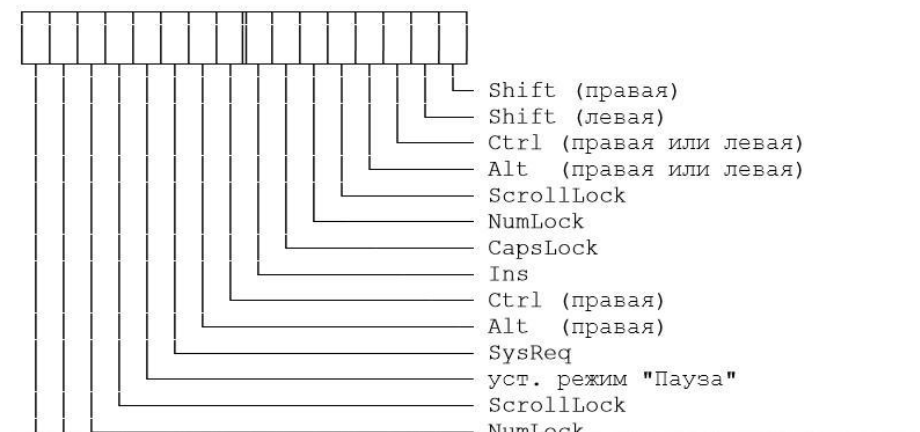 Shift (правая)
Shift (левая)
Ctrl (правая или левая)
Alt (правая или левая)
ScrollLock
NumLock
CapsLock
Ins
Ctrl (правая)
Alt (правая)
SysReq
уст. режим "Пауза"
ScrollLock
NumLock